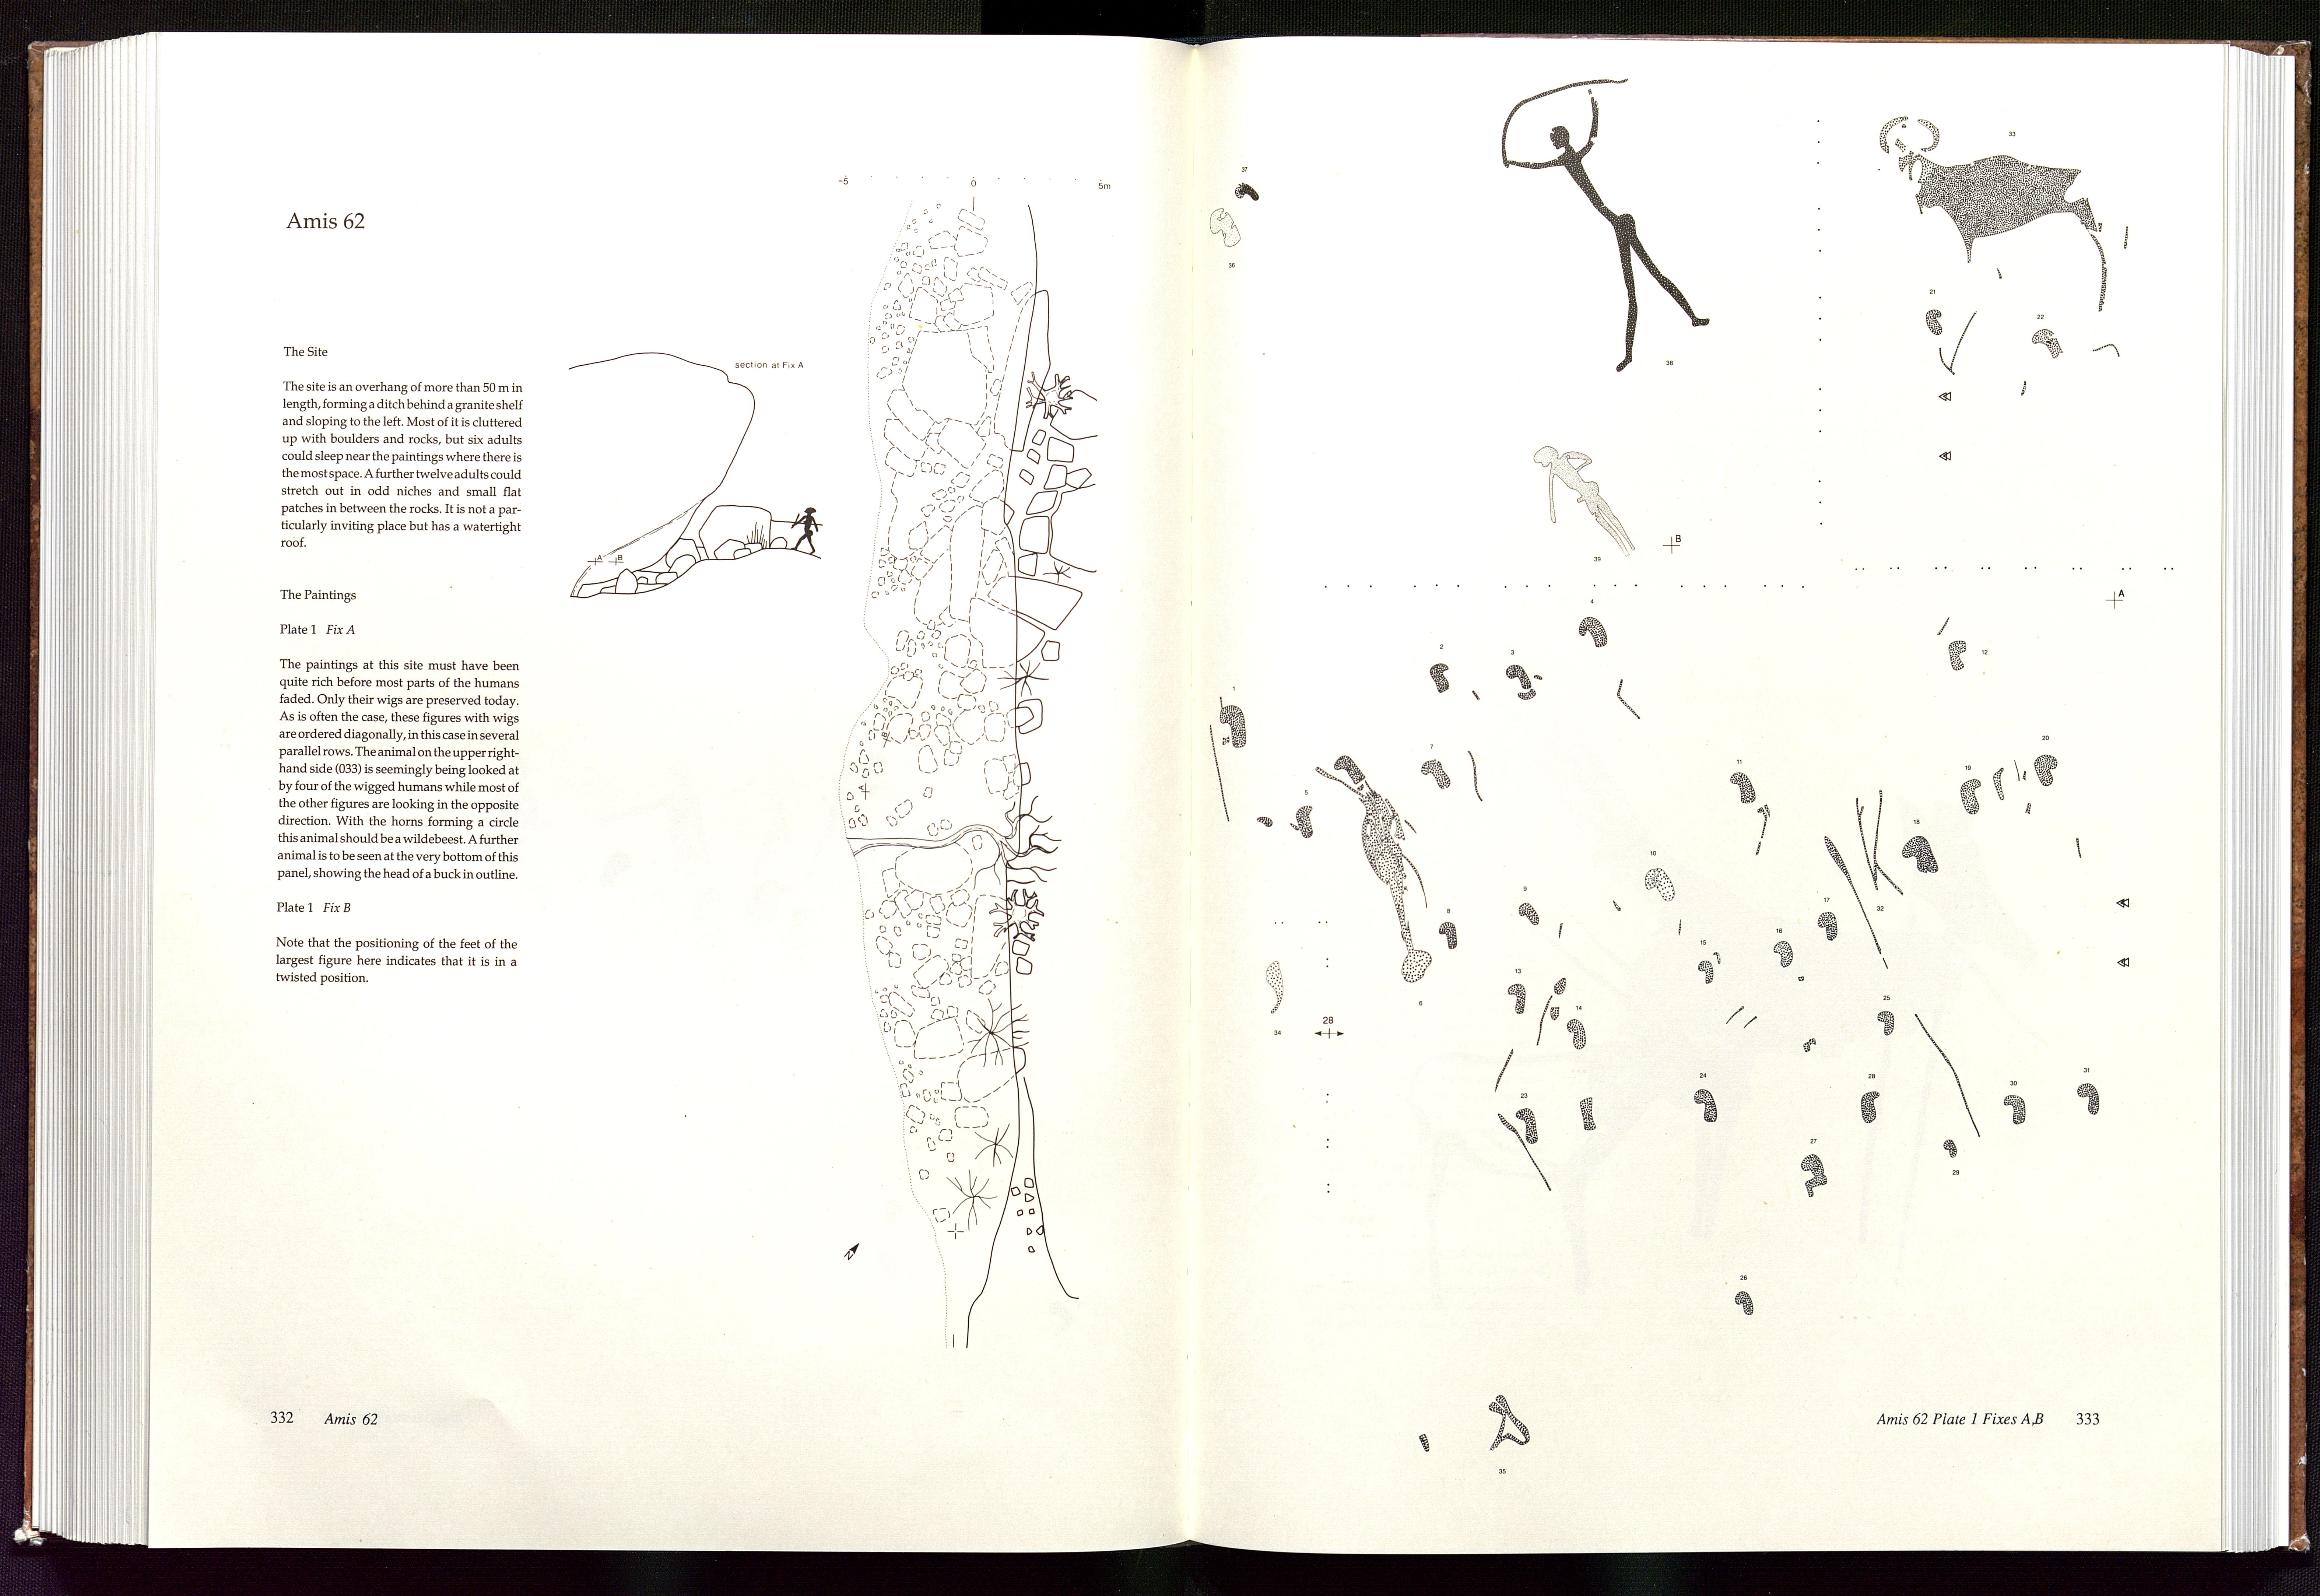 Amis 62
The Site
The site is an overhang of more than 50 m in
length, forming a ditch behind a granite shelf
and sloping to the left. Most of it is cluttered
up with boulders and rocks, but six adults
could sleep near the paintings where there is
the most space. A further twelve adults could
stretch out in odd niches and small flat
patches in between the rocks. It is not a par-
ticularly inviting place but has a watertight
roof.
The Paintings
Plate 1 Fix A
The paintings at this site must have been
quite rich before most parts of the humans
faded. Only their wigs are preserved today.
As is often the case, these figures with wigs
are ordered diagonally, in this case in several
parallel rows. The animal on the upper right-
hand side (033) is seemingly being looked at
by four of the wigged humans while most of
the other figures are looking in the opposite
direction. With the horns forming a circle
this animal should be a wildebeest. A further
animal is to be seen at the very bottom of this
panel, showing the head of a buck in outline.
Plate 1 Fix B
Note that the positioning of the feet of the
largest figure here indicates that it is in a
twisted position.
section at Fix A
A B
-5 0 5m
B
A
N
332 Amis 62
37
36
38
33
21
22
39
B
A
4
2
3
12
1
7
20
19
11
5
18
10
9
32
17
8
16
15
13
6
14
25
34
28
23
24
28
30
31
27
29
26
35
Amis 62 Plate 1 Fixes A,B 333